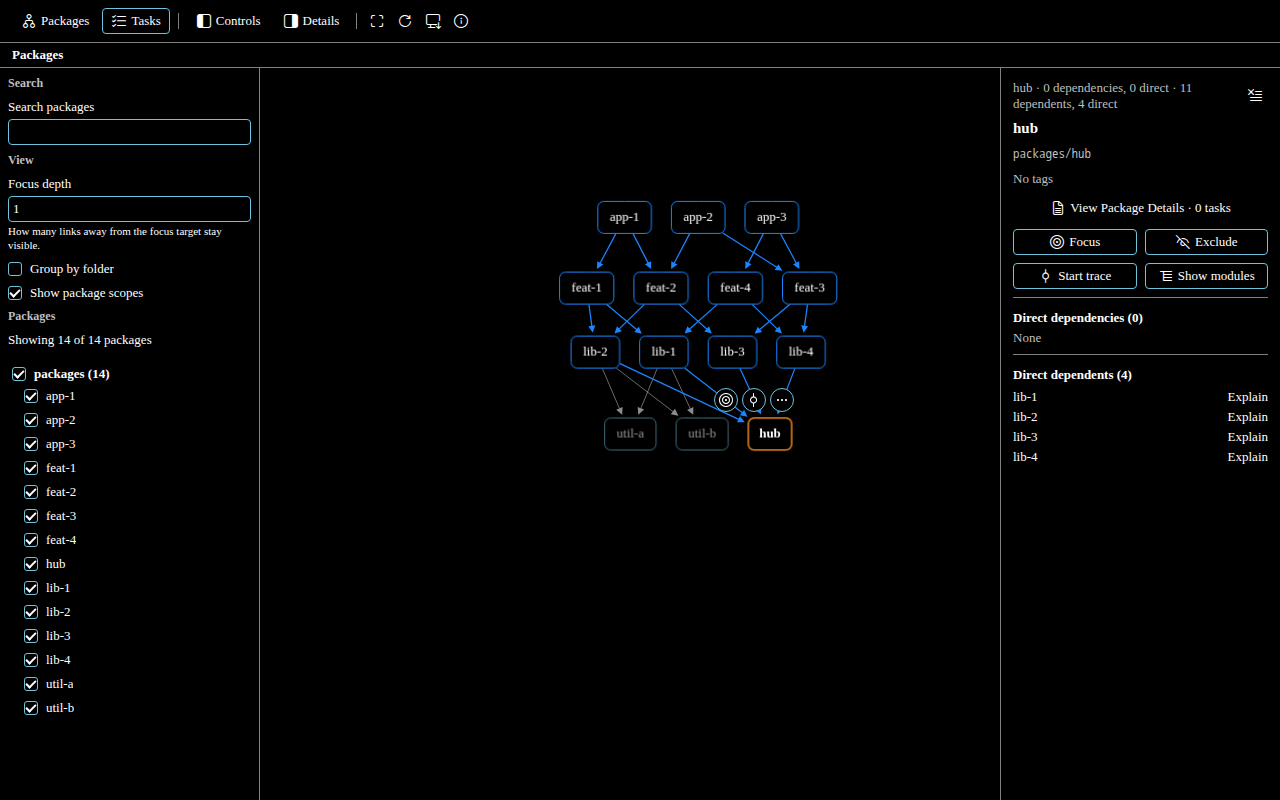 Packages
Tasks
Controls
Details
Packages
Search
Search packages
View
Focus depth
1
How many links away from the focus target stay
visible.
Group by folder
Show package scopes
Packages
Showing 14 of 14 packages
packages (14)
app-1
app-2
app-3
feat-1
feat-2
feat-3
feat-4
hub
lib-1
lib-2
lib-3
lib-4
util-a
util-b
app-1 app-2 app-3
feat-1 feat-2 feat-4 feat-3
lib-2 lib-1 lib-3 lib-4
util-a util-b hub
hub · 0 dependencies, 0 direct · 11
dependents, 4 direct
hub
packages/hub
No tags
View Package Details · 0 tasks
Focus Exclude
Start trace Show modules
Direct dependencies (0)
None
Direct dependents (4)
lib-1 Explain
lib-2 Explain
lib-3 Explain
lib-4 Explain